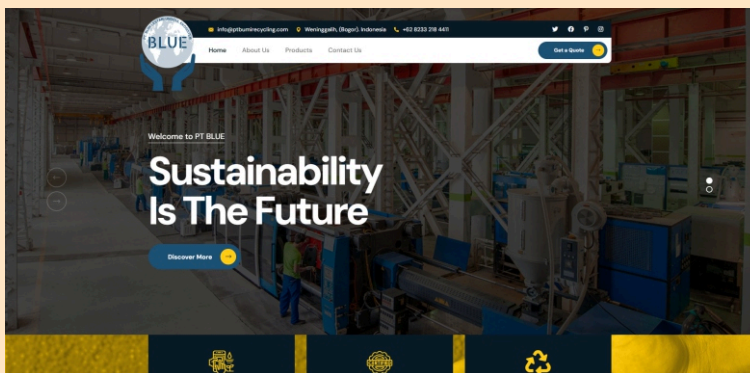 info@ptbumirecycling.com Weninggalih, (Bogor), Indonesia +62 8233 218 4411
BLUE
Home About Us Products Contact Us Get a Quote
Welcome to PT BLUE
Sustainability
Is The Future
Discover More